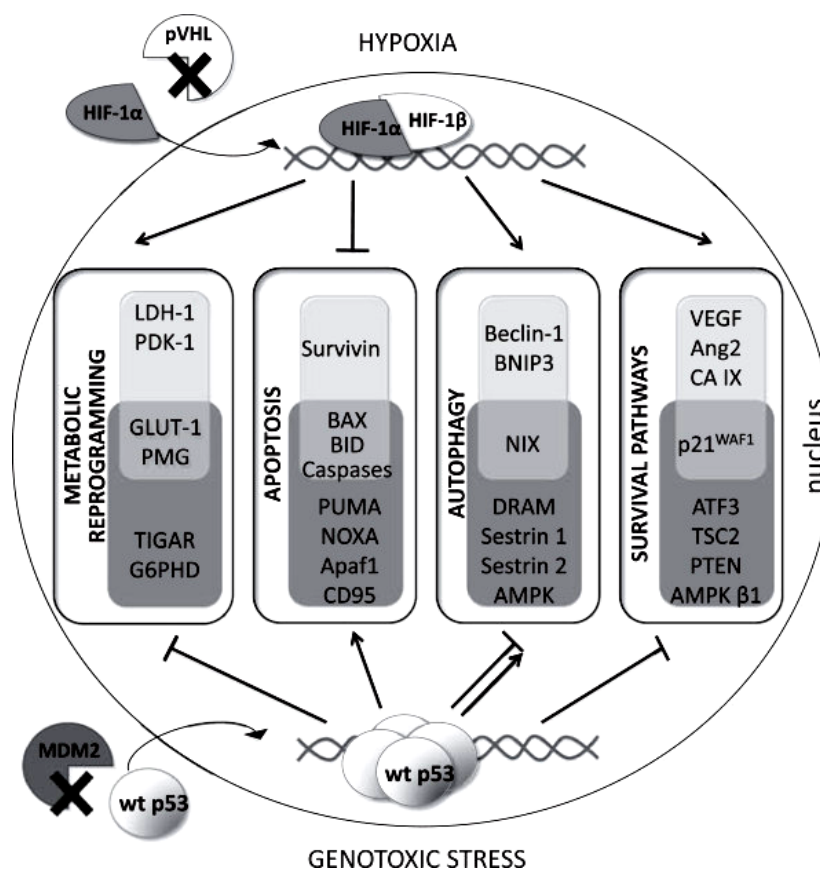 HYPOXIA
pVHL
HIF-1α
HIF-1α
HIF-1β
METABOLIC
REPROGRAMMING
LDH-1
PDK-1
GLUT-1
PMG
TIGAR
G6PHD
APOPTOSIS
Survivin
BAX
BID
Caspases
PUMA
NOXA
Apaf1
CD95
AUTOPHAGY
Beclin-1
BNIP3
NIX
DRAM
Sestrin 1
Sestrin 2
AMPK
SURVIVAL PATHWAYS
VEGF
Ang2
CA IX
p21WAF1
ATF3
TSC2
PTEN
AMPK β1
nucleus
MDM2
wt p53
wt p53
GENOTOXIC STRESS